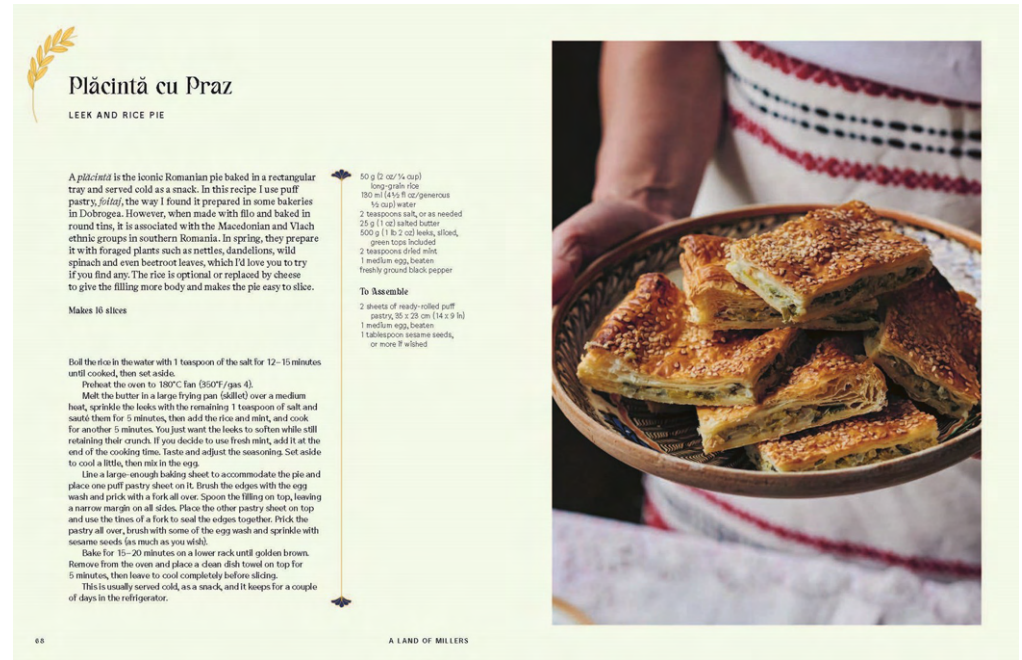 Plăcintă cu Praz
LEEK AND RICE PIE
A plăcintă is the iconic Romanian pie baked in a rectangular
tray and served cold as a snack. In this recipe I use puff
pastry, foitaj, the way I found it prepared in some bakeries
in Dobrogea. However, when made with filo and baked in
round tins, it is associated with the Macedonian and Vlach
ethnic groups in southern Romania. In spring, they prepare
it with foraged plants such as nettles, dandelions, wild
spinach and even beetroot leaves, which I'd love you to try
if you find any. The rice is optional or replaced by cheese
to give the filling more body and makes the pie easy to slice.
Makes 16 slices
Boil the rice in the water with 1 teaspoon of the salt for 12–15 minutes
until cooked, then set aside.
Preheat the oven to 180°C fan (350°F/gas 4).
Melt the butter in a large frying pan (skillet) over a medium
heat, sprinkle the leeks with the remaining 1 teaspoon of salt and
sauté them for 5 minutes, then add the rice and mint, and cook
for another 5 minutes. You just want the leeks to soften while still
retaining their crunch. If you decide to use fresh mint, add it at the
end of the cooking time. Taste and adjust the seasoning. Set aside
to cool a little, then mix in the egg.
Line a large-enough baking sheet to accommodate the pie and
place one puff pastry sheet on it. Brush the edges with the egg
wash and prick with a fork all over. Spoon the filling on top, leaving
a narrow margin on all sides. Place the other pastry sheet on top
and use the tines of a fork to seal the edges together. Prick the
pastry all over, brush with some of the egg wash and sprinkle with
sesame seeds (as much as you wish).
Bake for 15–20 minutes on a lower rack until golden brown.
Remove from the oven and place a clean dish towel on top for
5 minutes, then leave to cool completely before slicing.
This is usually served cold, as a snack, and it keeps for a couple
of days in the refrigerator.
50 g (2 oz/¼ cup)
long-grain rice
130 ml (4½ fl oz/generous
½ cup) water
2 teaspoons salt, or as needed
25 g (1 oz) salted butter
500 g (1 lb 2 oz) leeks, sliced,
green tops included
2 teaspoons dried mint
1 medium egg, beaten
freshly ground black pepper
To Assemble
2 sheets of ready-rolled puff
pastry, 35 x 23 cm (14 x 9 in)
1 medium egg, beaten
1 tablespoon sesame seeds,
or more if wished
68
A LAND OF MILLERS